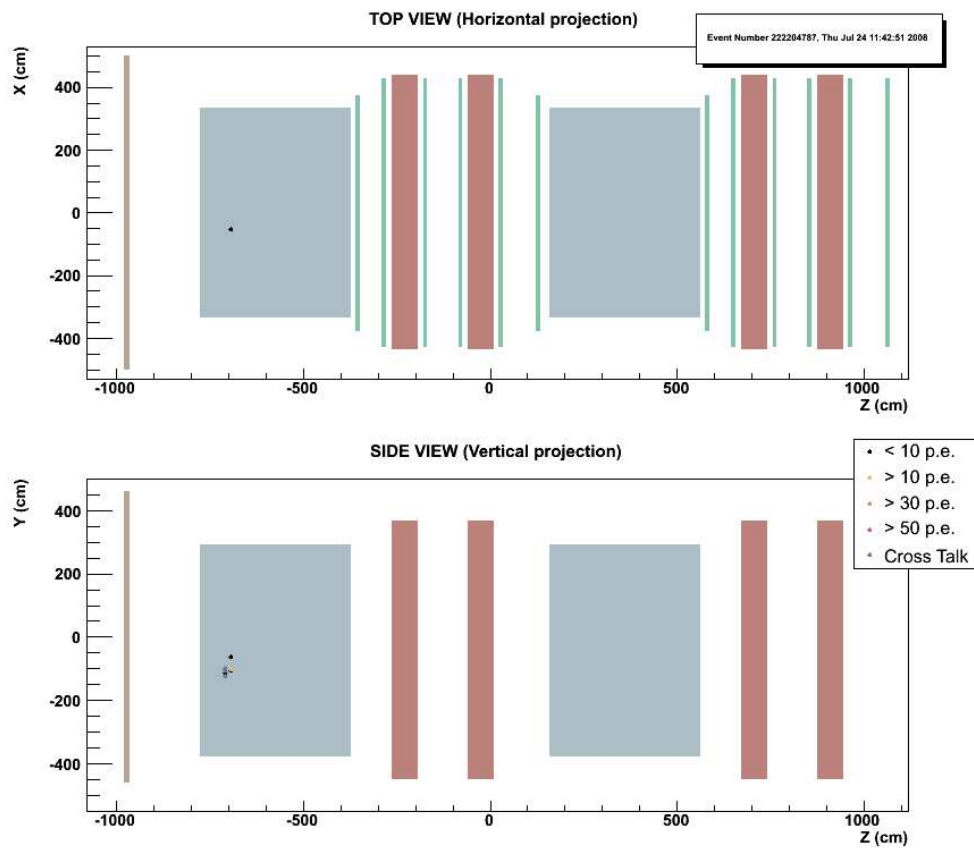 TOP VIEW (Horizontal projection)
Event Number 222204787, Thu Jul 24 11:42:51 2008
X (cm)
400
200
0
-200
-400
-1000
-500
0
500
1000
Z (cm)
SIDE VIEW (Vertical projection)
< 10 p.e.
> 10 p.e.
> 30 p.e.
> 50 p.e.
Cross Talk
Y (cm)
400
200
0
-200
-400
-1000
-500
0
500
1000
Z (cm)